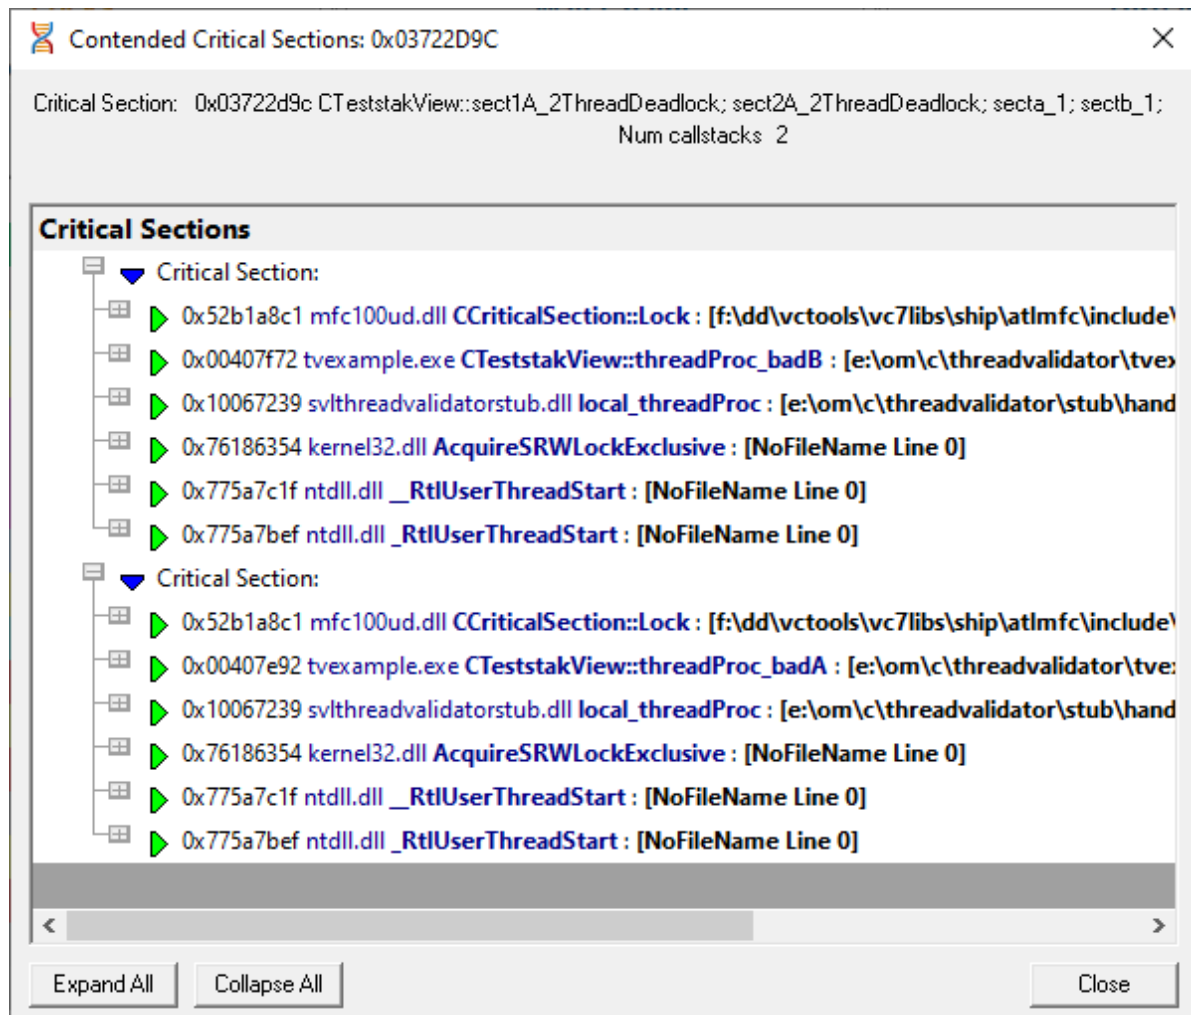 Contended Critical Sections: 0x03722D9C
Critical Section: 0x03722d9c CTeststakView::sect1A_2ThreadDeadlock; sect2A_2ThreadDeadlock; secta_1; sectb_1;
Num callstacks 2
Critical Sections
Critical Section:
0x52b1a8c1 mfc100ud.dll CCriticalSection::Lock : [f:\dd\vctools\vc7libs\ship\atlmfc\include\
0x00407f72 tvexample.exe CTeststakView::threadProc_badB : [e:\om\c\threadvalidator\tvex
0x10067239 svlthreadvalidatorstub.dll local_threadProc : [e:\om\c\threadvalidator\stub\hand
0x76186354 kernel32.dll AcquireSRWLockExclusive : [NoFileName Line 0]
0x775a7c1f ntdll.dll __RtlUserThreadStart : [NoFileName Line 0]
0x775a7bef ntdll.dll _RtlUserThreadStart : [NoFileName Line 0]
Critical Section:
0x52b1a8c1 mfc100ud.dll CCriticalSection::Lock : [f:\dd\vctools\vc7libs\ship\atlmfc\include\
0x00407e92 tvexample.exe CTeststakView::threadProc_badA : [e:\om\c\threadvalidator\tve
0x10067239 svlthreadvalidatorstub.dll local_threadProc : [e:\om\c\threadvalidator\stub\hand
0x76186354 kernel32.dll AcquireSRWLockExclusive : [NoFileName Line 0]
0x775a7c1f ntdll.dll __RtlUserThreadStart : [NoFileName Line 0]
0x775a7bef ntdll.dll _RtlUserThreadStart : [NoFileName Line 0]
Expand All
Collapse All
Close